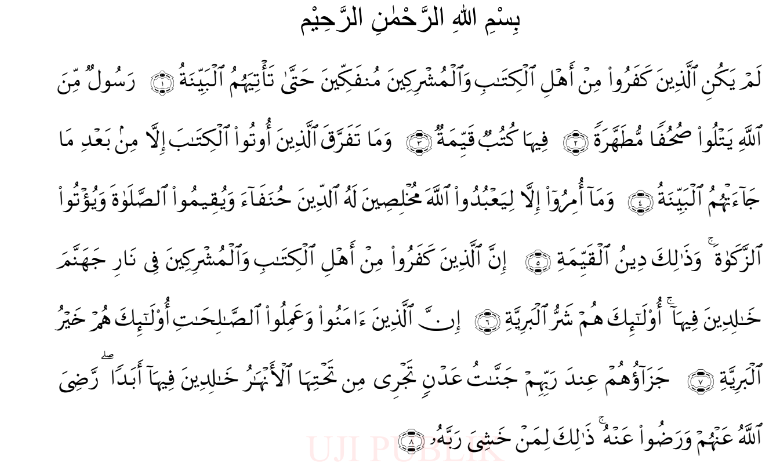 بِسْمِ اللهِ الرَّحْمٰنِ الرَّحِيْمِ
لَمْ يَكُنِ ٱلَّذِينَ كَفَرُوا۟ مِنْ أَهْلِ ٱلْكِتَـٰبِ وَٱلْمُشْرِكِينَ مُنفَكِّينَ حَتَّىٰ تَأْتِيَهُمُ ٱلْبَيِّنَةُ ﴿١﴾ رَسُولٌ مِّنَ
ٱللَّهِ يَتْلُوا۟ صُحُفًا مُّطَهَّرَةً ﴿٢﴾ فِيهَا كُتُبٌ قَيِّمَةٌ ﴿٣﴾ وَمَا تَفَرَّقَ ٱلَّذِينَ أُوتُوا۟ ٱلْكِتَـٰبَ إِلَّا مِنۢ بَعْدِ مَا
جَآءَتْهُمُ ٱلْبَيِّنَةُ ﴿٤﴾ وَمَآ أُمِرُوٓا۟ إِلَّا لِيَعْبُدُوا۟ ٱللَّهَ مُخْلِصِينَ لَهُ ٱلدِّينَ حُنَفَآءَ وَيُقِيمُوا۟ ٱلصَّلَوٰةَ وَيُؤْتُوا۟
ٱلزَّكَوٰةَ ۚ وَذَٰلِكَ دِينُ ٱلْقَيِّمَةِ ﴿٥﴾ إِنَّ ٱلَّذِينَ كَفَرُوا۟ مِنْ أَهْلِ ٱلْكِتَـٰبِ وَٱلْمُشْرِكِينَ فِى نَارِ جَهَنَّمَ
خَـٰلِدِينَ فِيهَآ ۚ أُو۟لَـٰٓئِكَ هُمْ شَرُّ ٱلْبَرِيَّةِ ﴿٦﴾ إِنَّ ٱلَّذِينَ ءَامَنُوا۟ وَعَمِلُوا۟ ٱلصَّـٰلِحَـٰتِ أُو۟لَـٰٓئِكَ هُمْ خَيْرُ
ٱلْبَرِيَّةِ ﴿٧﴾ جَزَآؤُهُمْ عِندَ رَبِّهِمْ جَنَّـٰتُ عَدْنٍ تَجْرِى مِن تَحْتِهَا ٱلْأَنْهَـٰرُ خَـٰلِدِينَ فِيهَآ أَبَدًا ۖ رَّضِىَ
ٱللَّهُ عَنْهُمْ وَرَضُوا۟ عَنْهُ ۚ ذَٰلِكَ لِمَنْ خَشِىَ رَبَّهُۥ ﴿٨﴾
UJI PUBLIK